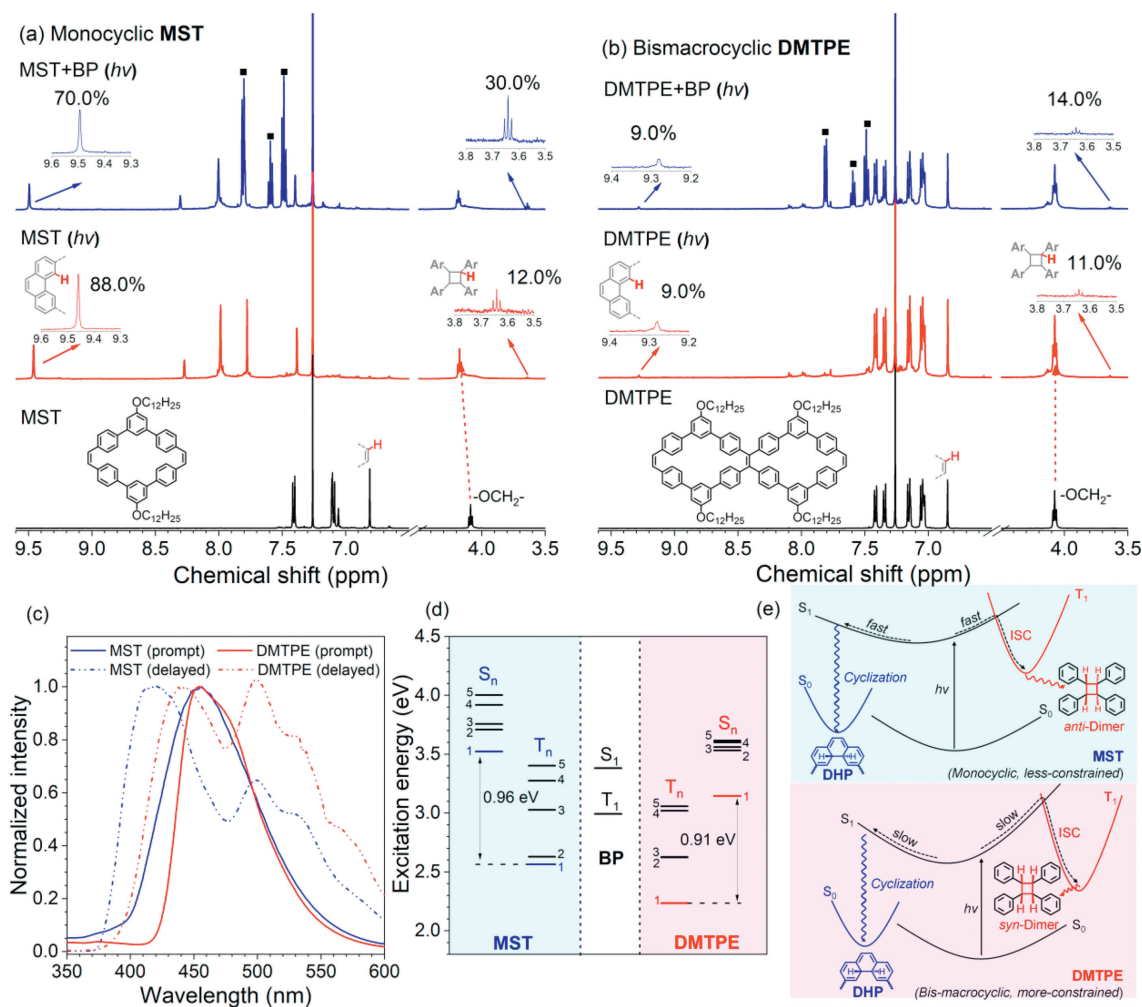 (a) Monocyclic MST
MST+BP (hv)
70.0%
9.6 9.5 9.4 9.3
30.0%
3.8 3.7 3.6 3.5
MST (hv)
H
88.0%
9.6 9.5 9.4 9.3
Ar Ar
H
Ar Ar
12.0%
3.8 3.7 3.6 3.5
MST
OC12H25
OC12H25
H
-OCH2-
9.5 9.0 8.5 8.0 7.5 7.0 4.0 3.5
Chemical shift (ppm)
(b) Bismacrocyclic DMTPE
DMTPE+BP (hv)
9.0%
9.4 9.3 9.2
14.0%
3.8 3.7 3.6 3.5
DMTPE (hv)
H
9.0%
9.4 9.3 9.2
Ar Ar
H
Ar Ar
11.0%
3.8 3.7 3.6 3.5
DMTPE
OC12H25 OC12H25
OC12H25 OC12H25
H
-OCH2-
9.5 9.0 8.5 8.0 7.5 7.0 4.0 3.5
Chemical shift (ppm)
(c)
MST (prompt) DMTPE (prompt)
MST (delayed) DMTPE (delayed)
Normalized intensity
1.0
0.8
0.6
0.4
0.2
0.0
350 400 450 500 550 600
Wavelength (nm)
(d)
Excitation energy (eV)
4.5
4.0
3.5
3.0
2.5
2.0
Sn
5
4
3
2
1
0.96 eV
Tn
5
4
3
2
1
MST
S1
T1
BP
Sn
5 4
3 2
1
Tn
5
4
3
2
1
0.91 eV
DMTPE
(e)
S1
fast
fast
T1
ISC
S0
Cyclization
hv
H H
H H
S0
anti-Dimer
H H
DHP
MST
(Monocyclic, less-constrained)
S1
slow
slow
T1
ISC
S0
Cyclization
hv
H H H H
syn-Dimer
S0
H H
DHP
DMTPE
(Bis-macrocyclic, more-constrained)